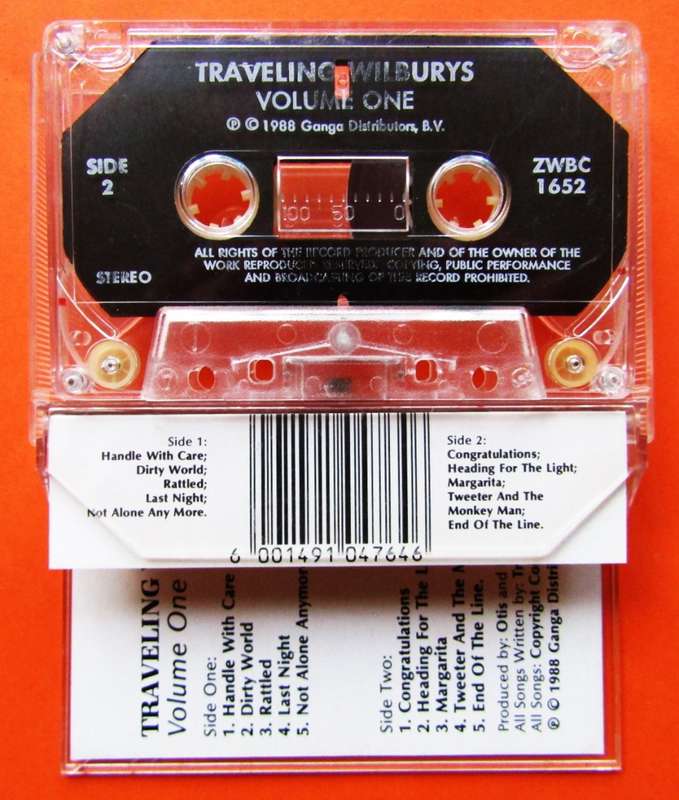 TRAVELING WILBURYS
VOLUME ONE
Ⓟ © 1988 Ganga Distributors, B.V.
SIDE
2
ZWBC
1652
100 50 0
STEREO
ALL RIGHTS OF THE RECORD PRODUCER AND OF THE OWNER OF THE
WORK REPRODUCED RESERVED. COPYING, PUBLIC PERFORMANCE
AND BROADCASTING OF THIS RECORD PROHIBITED.
Side 1:
Handle With Care;
Dirty World;
Rattled;
Last Night;
Not Alone Any More.
6 001491 047646
Side 2:
Congratulations;
Heading For The Light;
Margarita;
Tweeter And The
Monkey Man;
End Of The Line.
TRAVELING
Volume One
Side One:
1. Handle With Care
2. Dirty World
3. Rattled
4. Last Night
5. Not Alone Anymor
Side Two:
1. Congratulations
2. Heading For The L
3. Margarita
4. Tweeter And The M
5. End Of The Line.
Produced by: Otis and
All Songs Written by: Tr
All Songs: Copyright Co
Ⓟ © 1988 Ganga Distri